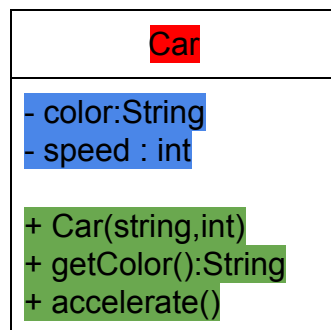 Car
- color:String
- speed : int
+ Car(string,int)
+ getColor():String
+ accelerate()